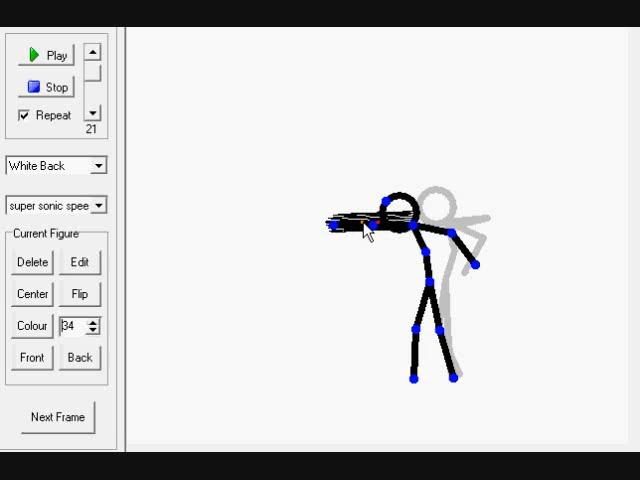 Play
Stop
Repeat
21
White Back
super sonic spee
Current Figure
Delete Edit
Center Flip
Colour 34
Front Back
Next Frame